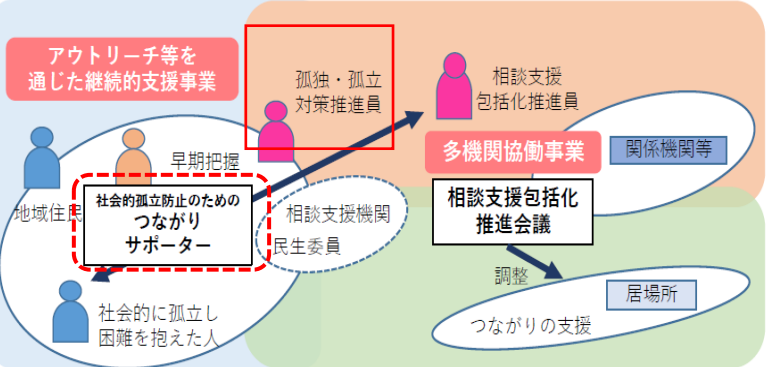 アウトリーチ等を
通じた継続的支援事業
孤独・孤立
対策推進員
相談支援
包括化推進員
早期把握
多機関協働事業
関係機関等
地域住民
社会的孤立防止のための
つながり
サポーター
相談支援機関
民生委員
相談支援包括化
推進会議
調整
居場所
つながりの支援
社会的に孤立し
困難を抱えた人